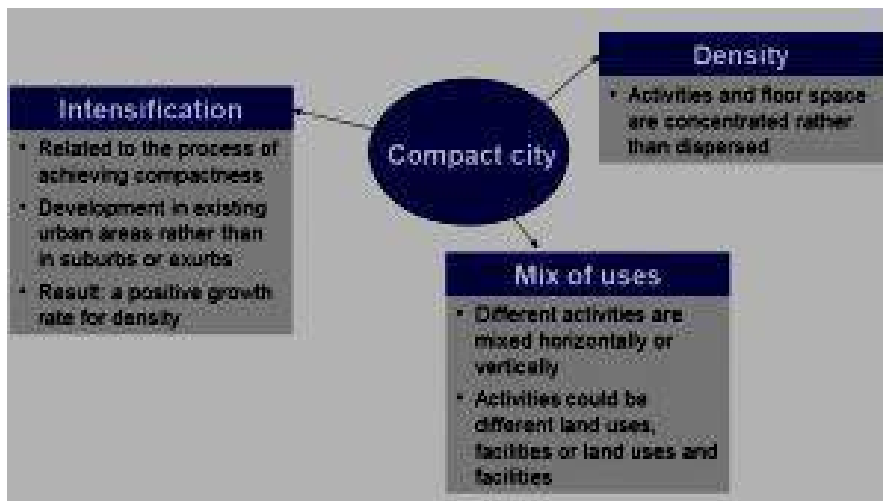 Compact city
Intensification
• Related to the process of
achieving compactness
• Development in existing
urban areas rather than
in suburbs or exurbs
• Result: a positive growth
rate for density
Density
• Activities and floor space
are concentrated rather
than dispersed
Mix of uses
• Different activities are
mixed horizontally or
vertically
• Activities could be
different land uses,
facilities or land uses and
facilities